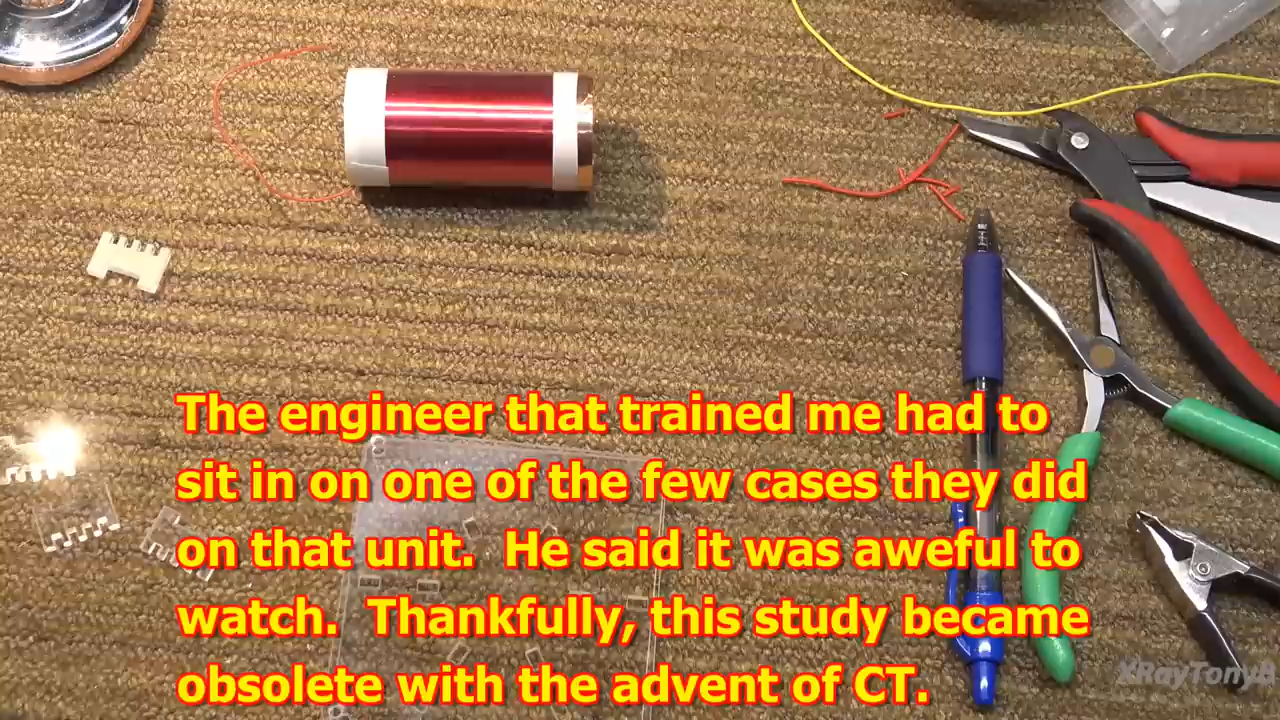 The engineer that trained me had to
sit in on one of the few cases they did
on that unit.  He said it was aweful to
watch.  Thankfully, this study became
obsolete with the advent of CT.
XRayTonyB